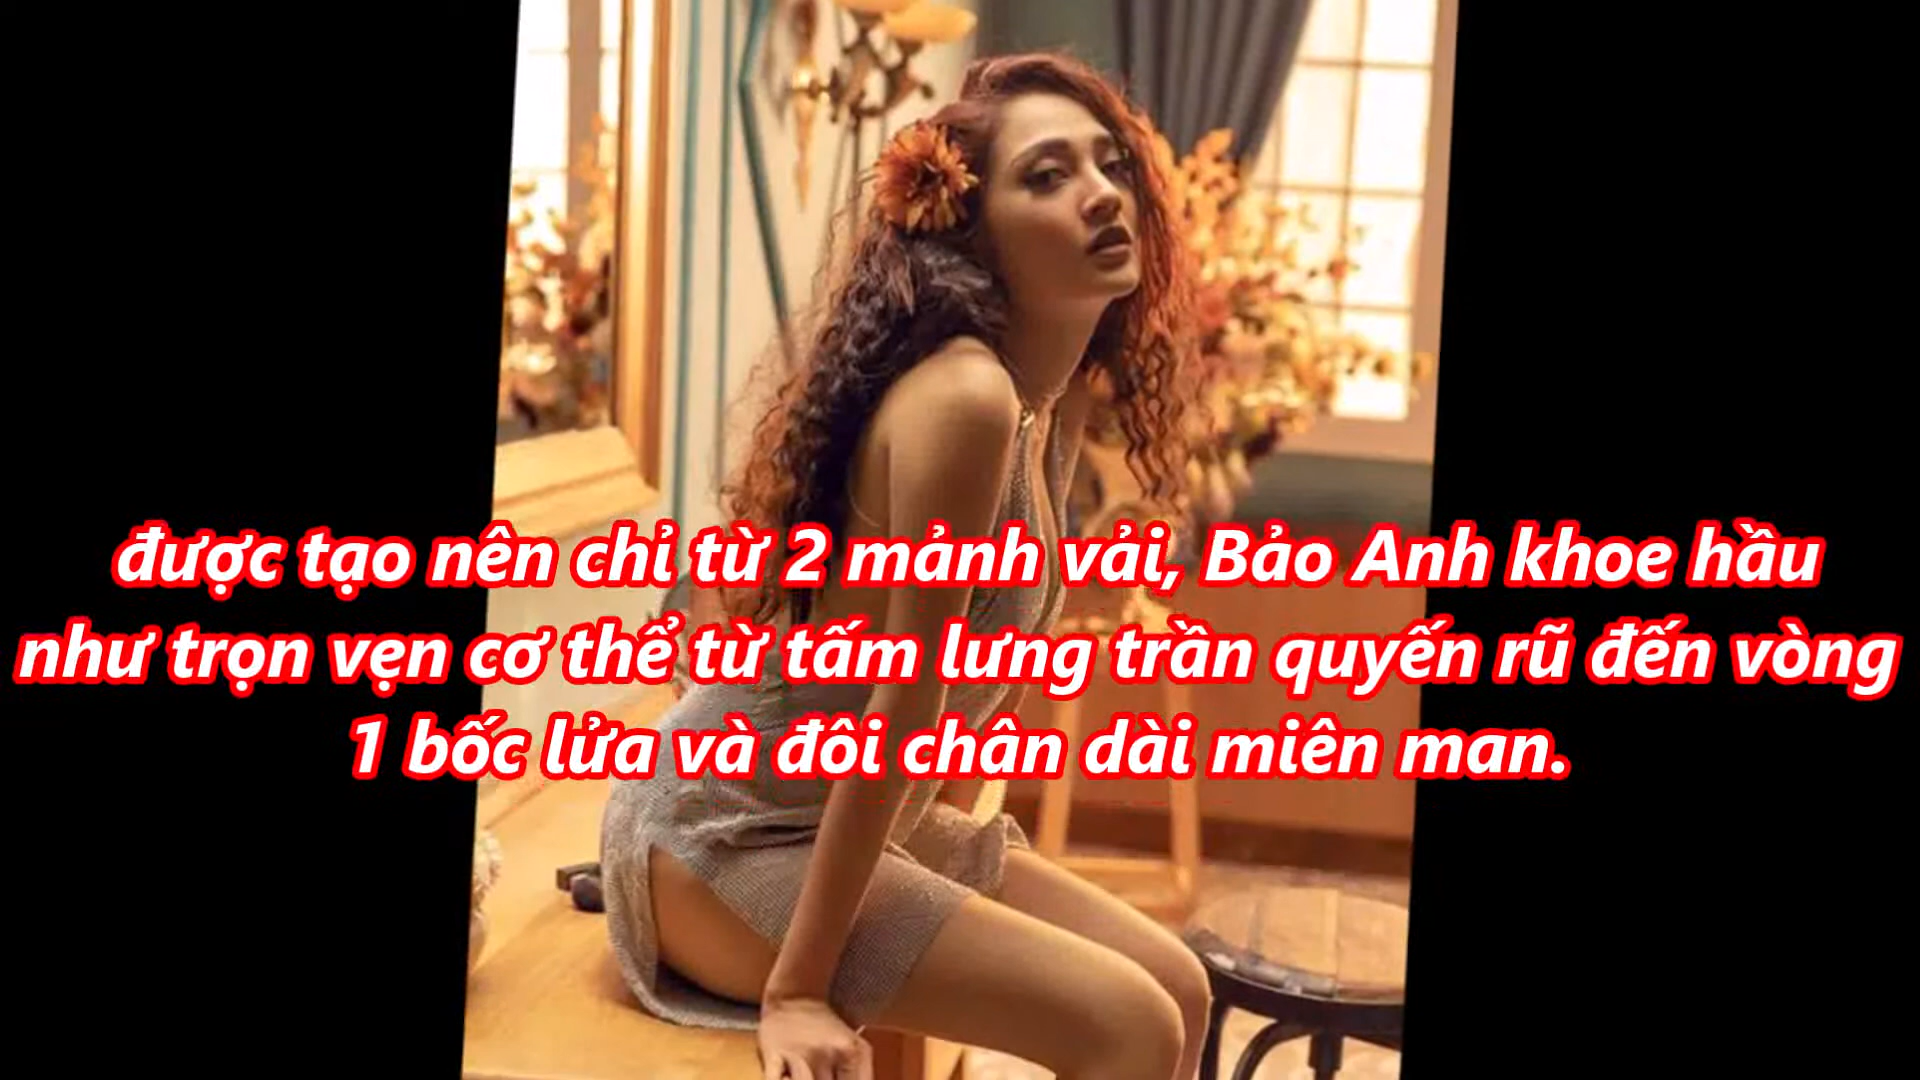 được tạo nên chỉ từ 2 mảnh vải, Bảo Anh khoe hầu
như trọn vẹn cơ thể từ tấm lưng trần quyến rũ đến vòng
1 bốc lửa và đôi chân dài miên man.